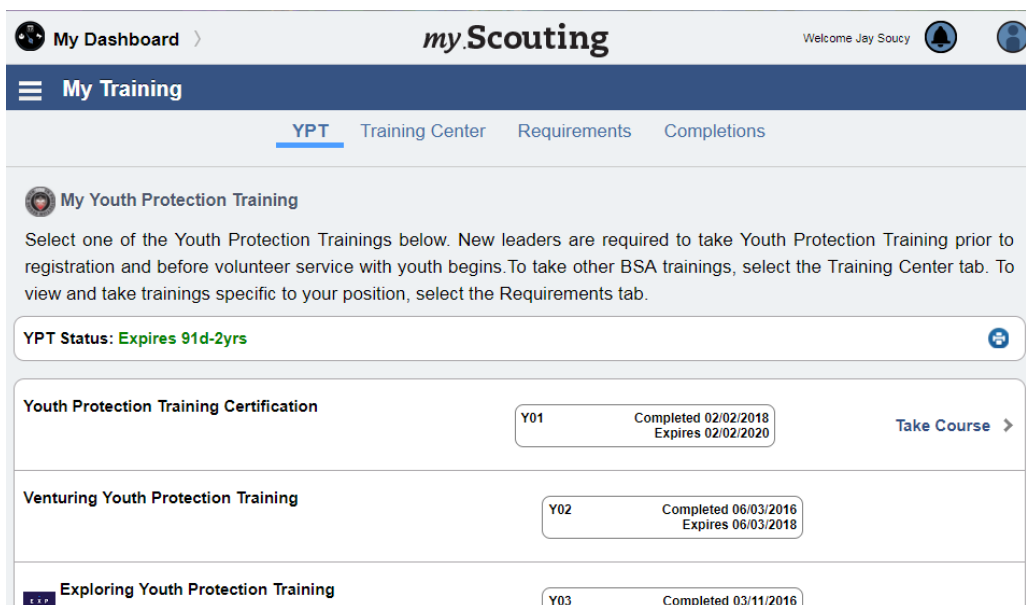 My Dashboard
my.Scouting
Welcome Jay Soucy
My Training
YPT Training Center Requirements Completions
My Youth Protection Training
Select one of the Youth Protection Trainings below. New leaders are required to take Youth Protection Training prior to
registration and before volunteer service with youth begins.To take other BSA trainings, select the Training Center tab. To
view and take trainings specific to your position, select the Requirements tab.
YPT Status: Expires 91d-2yrs
Youth Protection Training Certification
Y01 Completed 02/02/2018
Expires 02/02/2020
Take Course
Venturing Youth Protection Training
Y02 Completed 06/03/2016
Expires 06/03/2018
EXP
Exploring Youth Protection Training
Y03 Completed 03/11/2016